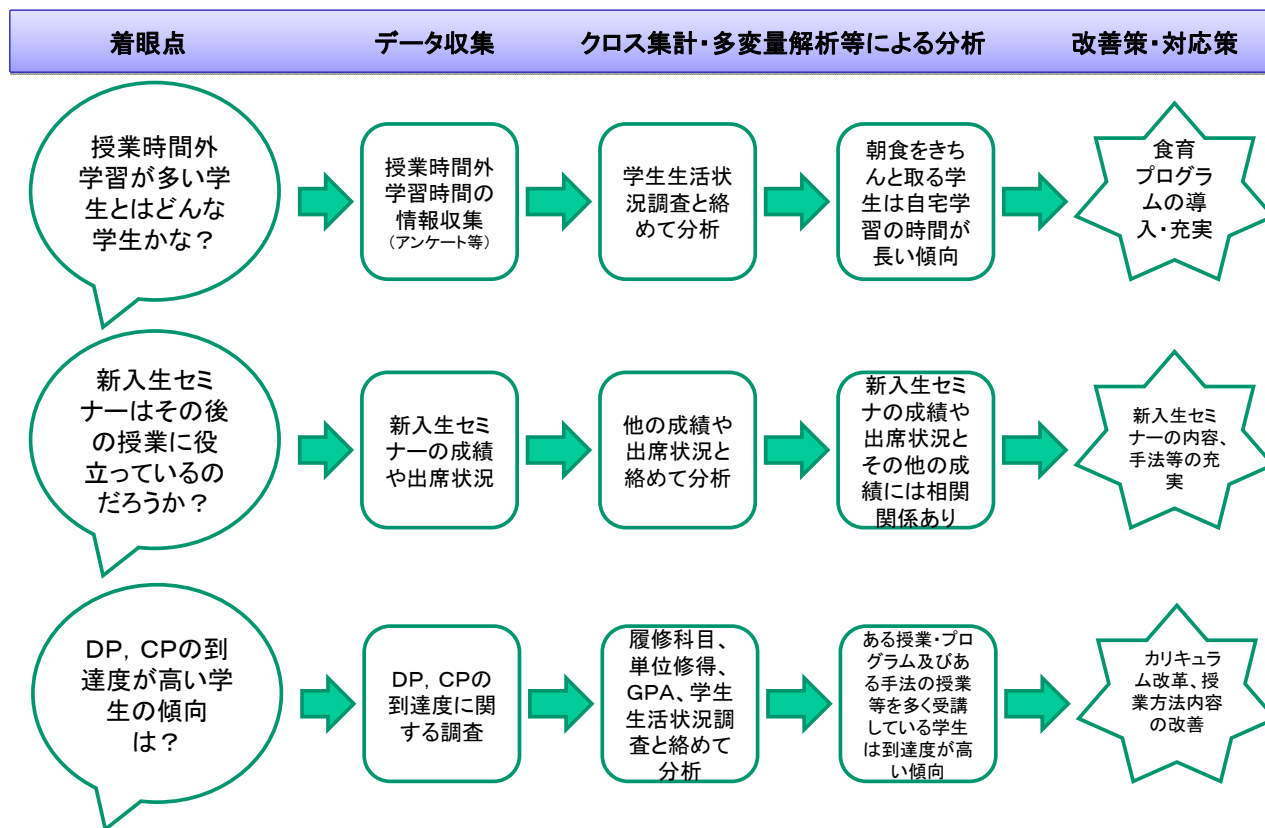 着眼点
データ収集
クロス集計・多変量解析等による分析
改善策・対応策
授業時間外
学習が多い学
生とはどんな
学生かな？
授業時間外
学習時間の
情報収集
（アンケート等）
学生生活状
況調査と絡
めて分析
朝食をきち
んと取る学
生は自宅学
習の時間が
長い傾向
食育
プログラ
ムの導
入・充実
新入生セミ
ナーはその後
の授業に役
立っているの
だろうか？
新入生セミ
ナーの成績
や出席状況
他の成績や
出席状況と
絡めて分析
新入生セミ
ナの成績や
出席状況と
その他の成
績には相関
関係あり
新入生セミ
ナーの内容、
手法等の充
実
DP，CPの到
達度が高い学
生の傾向
は？
DP，CPの
到達度に関
する調査
履修科目、
単位修得、
GPA、学生
生活状況調
査と絡めて
分析
ある授業・プロ
グラム及びあ
る手法の授業
等を多く受講
している学生
は到達度が高
い傾向
カリキュラ
ム改革、授
業方法内容
の改善